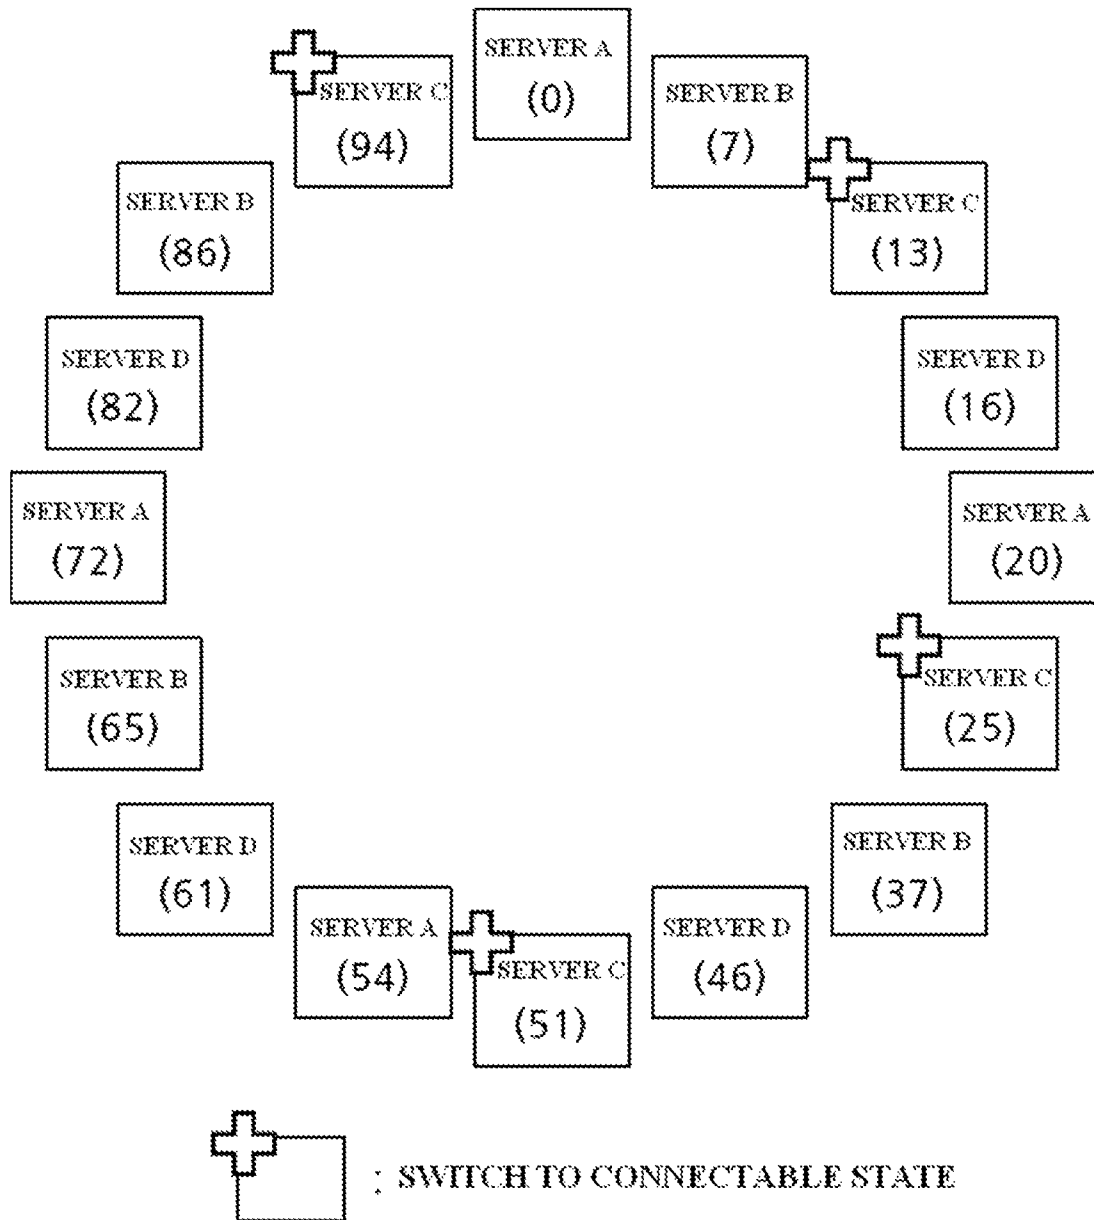 SERVER A
(0)
SERVER B
(7)
SERVER C
(13)
SERVER D
(16)
SERVER A
(20)
SERVER C
(25)
SERVER B
(37)
SERVER D
(46)
SERVER C
(51)
SERVER A
(54)
SERVER D
(61)
SERVER B
(65)
SERVER A
(72)
SERVER D
(82)
SERVER B
(86)
SERVER C
(94)
: SWITCH TO CONNECTABLE STATE